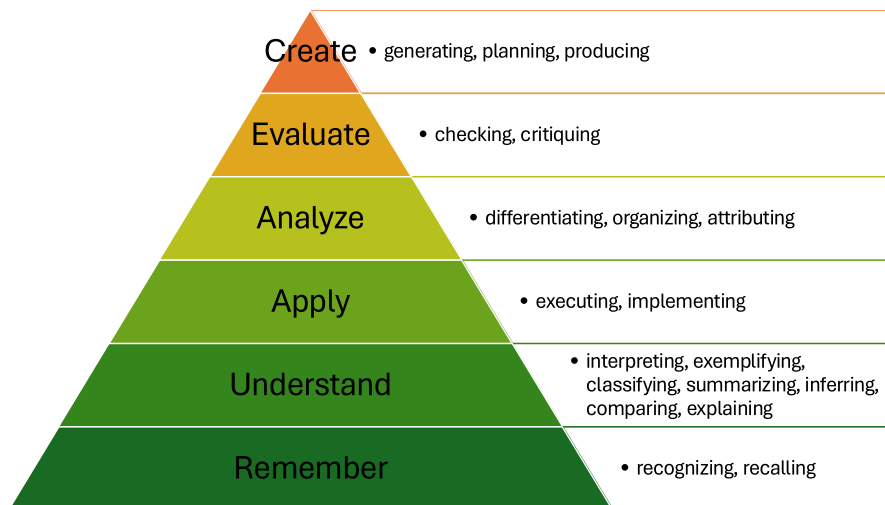 Create
• generating, planning, producing
Evaluate
• checking, critiquing
Analyze
• differentiating, organizing, attributing
Apply
• executing, implementing
Understand
• interpreting, exemplifying,
classifying, summarizing, inferring,
comparing, explaining
Remember
• recognizing, recalling